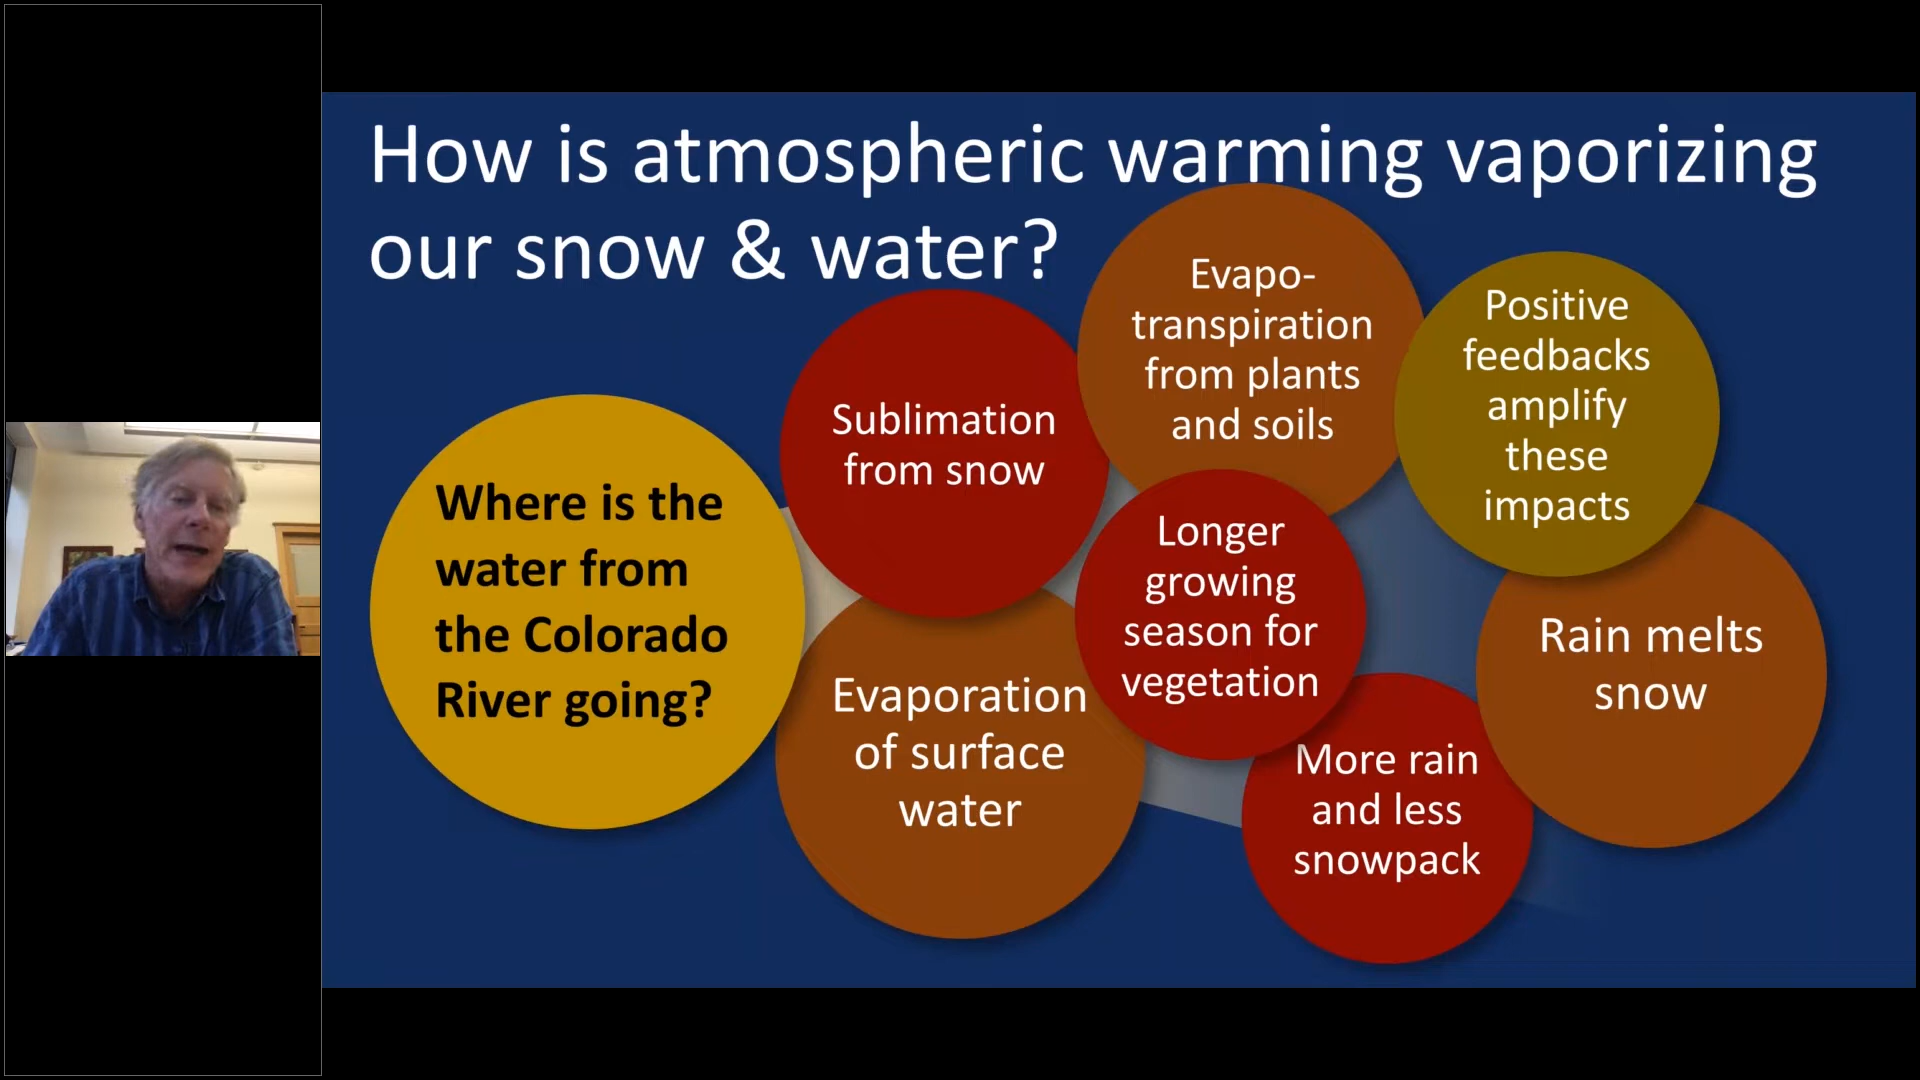 How is atmospheric warming vaporizing
our snow & water?
Where is the
water from
the Colorado
River going?
Sublimation
from snow
Evaporation
of surface
water
Evapo-
transpiration
from plants
and soils
Longer
growing
season for
vegetation
More rain
and less
snowpack
Positive
feedbacks
amplify
these
impacts
Rain melts
snow